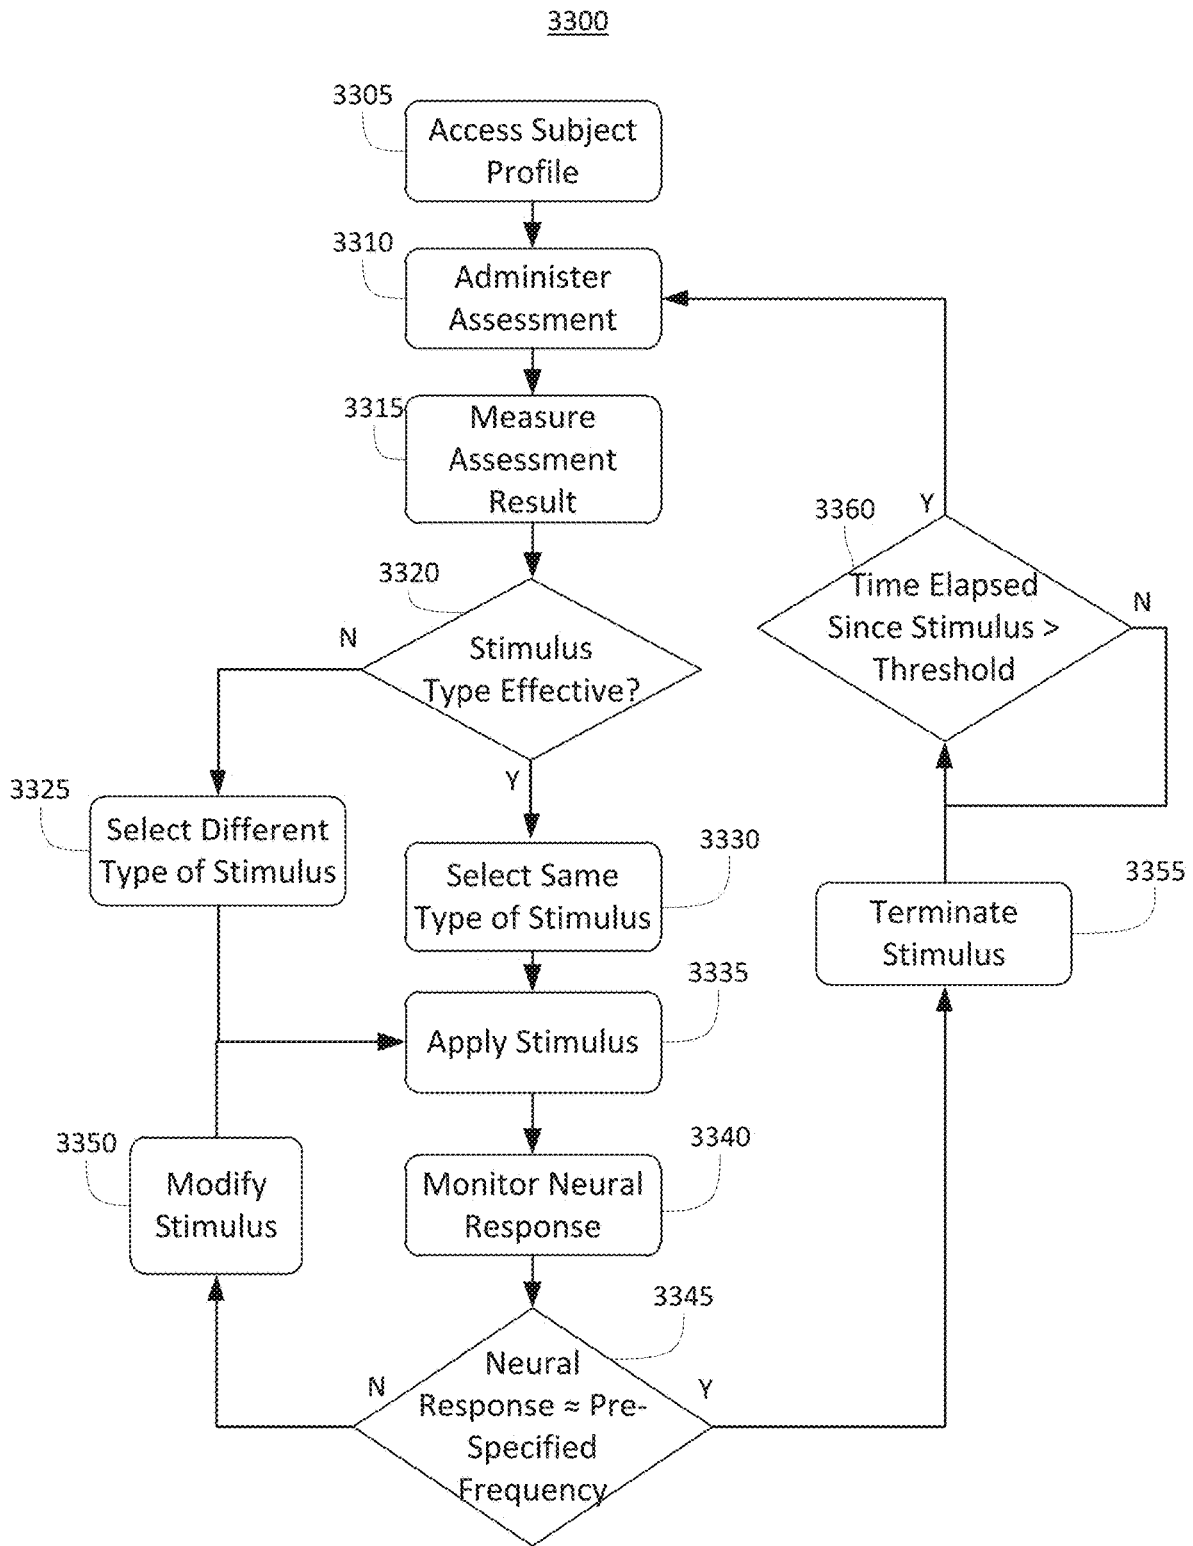 3300
3305
Access Subject
Profile
3310
Administer
Assessment
3315
Measure
Assessment
Result
3320
Stimulus
Type Effective?
N
Y
3325
Select Different
Type of Stimulus
3330
Select Same
Type of Stimulus
3335
Apply Stimulus
3340
Monitor Neural
Response
3345
Neural
Response ≈ Pre-
Specified
Frequency
N
Y
3350
Modify
Stimulus
3355
Terminate
Stimulus
3360
Time Elapsed
Since Stimulus >
Threshold
Y
N